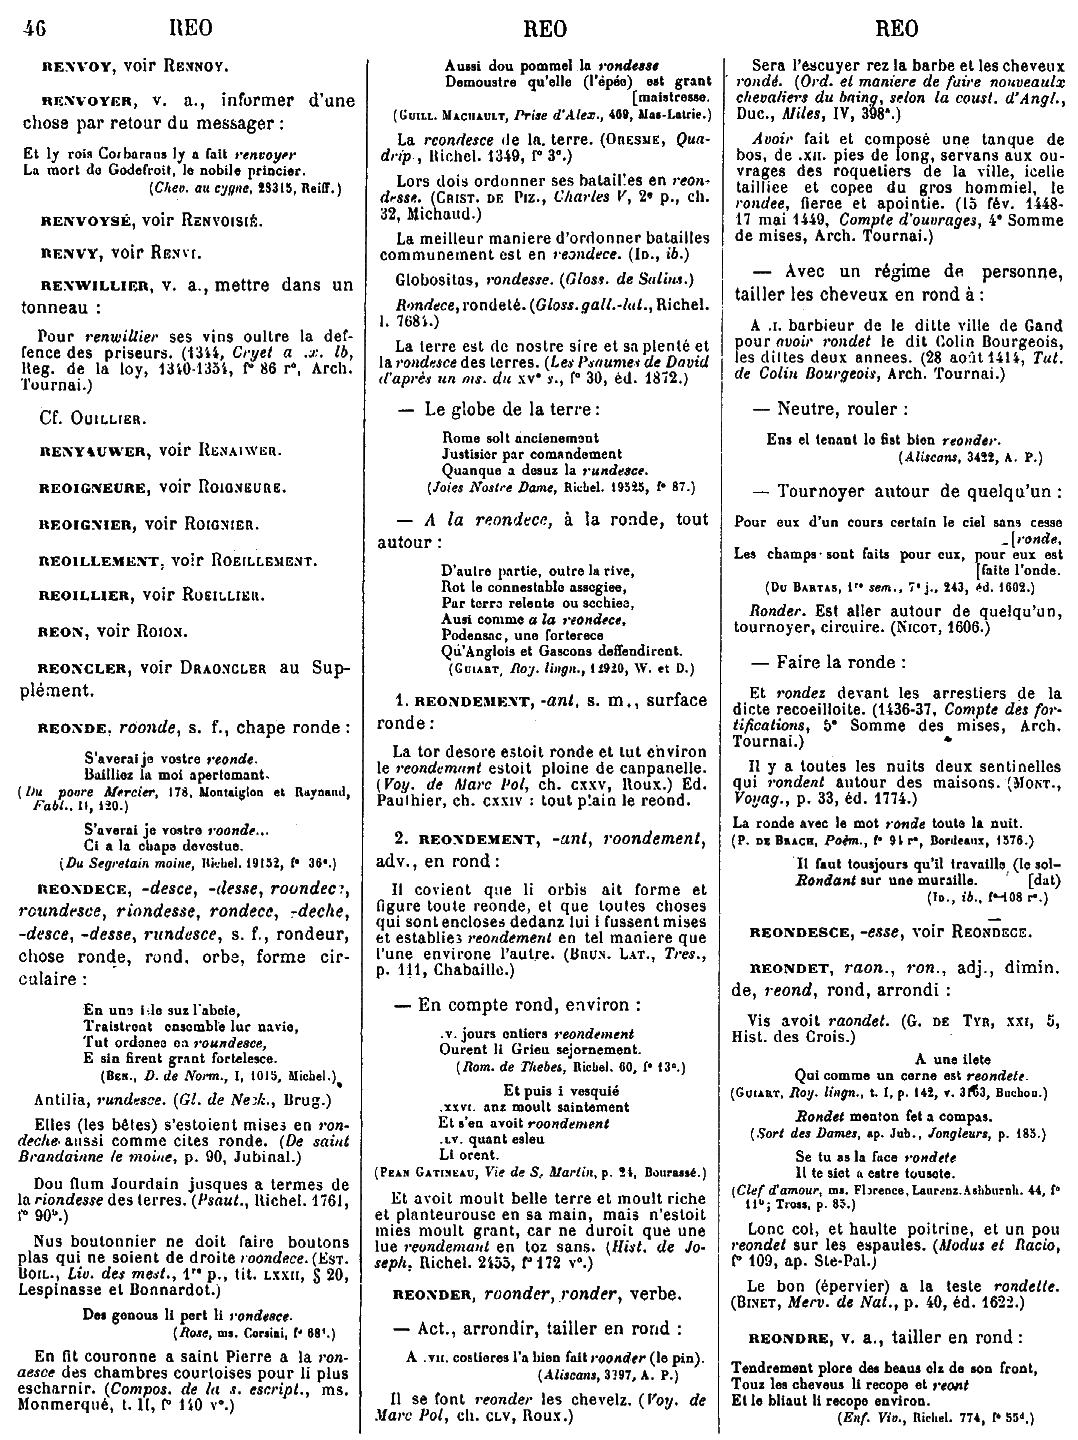 46 REO REO REO
RENVOY, voir RENNOY.
RENVOYER, v. a., informer d'une
chose par retour du messager :
Et ly rois Corbarans ly a fait renvoyer
La mort de Godefroit, le nobile princier.
(Chev. au cygne, 28315, Reiff.)
RENVOYSÉ, voir RENVOISIÉ.
RENVY, voir RENVI.
RENWILLIER, v. a., mettre dans un
tonneau :
Pour renwillier ses vins oultre la def-
fence des priseurs. (1344, Cryet a .x. lb,
Reg. de la loy, 1340-1354, f° 86 r°, Arch.
Tournai.)
Cf. OUILLIER.
RENYAUWER, voir RENAIWER.
REOIGNEURE, voir ROIGNEURE.
REOIGNIER, voir ROIGNIER.
REOILLEMENT, voir ROEILLEMENT.
REOILLIER, voir ROEILLIER.
REON, voir ROION.
REONCLER, voir DRAONCLER au Sup-
plément.
REONDE, roonde, s. f., chape ronde :
S'averai je vostre reonde.
Bailliez la moi apertemant.
(Du povre Mercier, 178, Montaiglon et Raynaud,
Fabl., II, 120.)
S'averai je vostre roonde...
Ci a la chape devestue.
(Du Segretain moine, Richel. 19152, f° 36°.)
REONDECE, -desce, -desse, roondece,
roundesce, riondesse, rondece, -deche,
-desce, -desse, rundesce, s. f., rondeur,
chose ronde, rond, orbe, forme cir-
culaire :
En une isle suz l'abeie,
Traistrent ensemble lur navie,
Tut ordenee en roundesce,
E sin firent grant fortelesce.
(BEN., D. de Norm., I, 1015, Michel.)
Antilia, rundesce. (Gl. de Neck., Brug.)
Elles (les bêtes) s'estoient mises en ron-
deche aussi comme cites ronde. (De saint
Brandainne le moine, p. 90, Jubinal.)
Dou flum Jourdain jusques a termes de
la riondesse des terres. (Psaut., Richel. 1761,
f° 90ᵇ.)
Nus boutonnier ne doit faire boutons
plas qui ne soient de droite roondece. (EST.
BOIL., Liv. des mest., 1ʳᵉ p., tit. LXXII, § 20,
Lespinasse et Bonnardot.)
Des genous li pert li rondesce.
(Rose, ms. Corsini, f° 68ᵈ.)
En fit couronne a saint Pierre a la ron-
aesce des chambres courtoises pour li plus
escharnir. (Compos. de la s. escript., ms.
Monmerqué, t. II, f° 140 v°.)
Aussi dou pommel la rondesse
Demoustre qu'elle (l'épée) est grant
[maistresse.
(GUILL. MACHAULT, Prise d'Alex., 469, Mas-Latrie.)
La reondesce de la terre. (ORESME, Qua-
drip., Richel. 1349, f° 3°.)
Lors dois ordonner ses batailles en reon-
desse. (CRIST. DE PIZ., Charles V, 2° p., ch.
32, Michaud.)
La meilleur maniere d'ordonner batailles
communement est en reondece. (ID., ib.)
Globositas, rondesse. (Gloss. de Salins.)
Rondece, rondeté. (Gloss. gall.-lat., Richel.
l. 7684.)
La terre est de nostre sire et sa plenté et
la rondesce des terres. (Les Psaumes de David
d'après un ms. du xv° s., f° 30, éd. 1872.)
— Le globe de la terre :
Rome solt ancienement
Justisier par comandement
Quanque a desuz la rundesce.
(Joies Nostre Dame, Richel. 19525, f° 87.)
— A la reondece, à la ronde, tout
autour :
D'autre partie, outre la rive,
Rot le connestable assegiee,
Par terre relente ou sechiee,
Ausi comme a la reondece,
Podensac, une forterece
Qu'Anglois et Gascons deffendirent.
(GUIART, Roy. lingn., 12920, W. et D.)
1. REONDEMENT, -ant, s. m., surface
ronde :
La tor desore estoit ronde et tut environ
le reondemant estoit ploine de canpanelle.
(Voy. de Marc Pol, ch. CXXV, Roux.) Ed.
Paulhier, ch. CXXIV : tout plain le reond.
2. REONDEMENT, -ant, roondement,
adv., en rond :
Il covient que li orbis ait forme et
figure toute reonde, et que toutes choses
qui sont encloses dedanz lui i fussent mises
et establies reondement en tel maniere que
l'une environe l'autre. (BRUN. LAT., Tres.,
p. 111, Chabaille.)
— En compte rond, environ :
.v. jours entiers reondement
Ourent li Grieu sejornement.
(Rom. de Thebes, Richel. 60, f° 13°.)
Et puis i vesquié
.XXVI. anz moult saintement
Et s'en avoit roondement
.LV. quant esleu
Li orent.
(PEAN GATINEAU, Vie de S. Martin, p. 24, Bourassé.)
Et avoit moult belle terre et moult riche
et planteurouse en sa main, mais n'estoit
mies moult grant, car ne duroit que une
lue reondemant en toz sans. (Hist. de Jo-
seph, Richel. 2455, f° 172 v°.)
REONDER, roonder, ronder, verbe.
— Act., arrondir, tailler en rond :
A .VII. costieres l'a bien fait roonder (le pin).
(Aliscans, 3797, A. P.)
Il se font reonder les chevelz. (Voy. de
Marc Pol, ch. CLV, Roux.)
Sera l'escuyer rez la barbe et les cheveux
rondé. (Ord. et maniere de faire nouveaulx
chevaliers du baing, selon la coust. d'Angl.,
Duc., Miles, IV, 398°.)
Avoir fait et composé une tanque de
bos, de .XII. pies de long, servans aux ou-
vrages des roquetiers de la ville, icelle
tailliee et copee du gros hommiel, le
rondee, fieree et apointie. (15 fév. 1448-
17 mai 1449, Compte d'ouvrages, 4° Somme
de mises, Arch. Tournai.)
— Avec un régime de personne,
tailler les cheveux en rond à :
A .I. barbieur de le ditte ville de Gand
pour avoir rondet le dit Colin Bourgeois,
les dittes deux annees. (28 août 1414, Tut.
de Colin Bourgeois, Arch. Tournai.)
— Neutre, rouler :
Ens el tenant le fist bien reonder.
(Aliscans, 3422, A. P.)
— Tournoyer autour de quelqu'un :
Pour eux d'un cours certain le ciel sans cesse
[ronde,
Les champs sont faits pour eux, pour eux est
[faite l'onde.
(DU BARTAS, 1ʳᵉ sem., 7° j., 243, éd. 1602.)
Ronder. Est aller autour de quelqu'un,
tournoyer, circuire. (NICOT, 1606.)
— Faire la ronde :
Et rondez devant les arrestiers de la
dicte recoeilloite. (1436-37, Compte des for-
tifications, 5° Somme des mises, Arch.
Tournai.)
Il y a toutes les nuits deux sentinelles
qui rondent autour des maisons. (MONT.,
Voyag., p. 33, éd. 1774.)
La ronde avec le mot ronde toute la nuit.
(P. DE BRACH, Poëm., f° 91 r°, Bordeaux, 1576.)
Il faut tousjours qu'il travaille (le sol-
Rondant sur une muraille. [dat)
(ID., ib., f° 108 r°.)
REONDESCE, -esse, voir REONDECE.
REONDET, raon., ron., adj., dimin.
de, reond, rond, arrondi :
Vis avoit raondet. (G. DE TYR, XXI, 5,
Hist. des Crois.)
A une ilete
Qui comme un cerne est reondete.
(GUIART, Roy. lingn., t. I, p. 142, v. 3163, Buchon.)
Rondet menton fet a compas.
(Sort des Dames, ap. Jub., Jongleurs, p. 185.)
Se tu as la face rondete
Il te siet a estre tousete.
(Clef d'amour, ms. Florence, Laurenz. Ashburnh. 44, f°
11ᵇ; Tross, p. 85.)
Lonc col, et haulte poitrine, et un pou
reondet sur les espaules. (Modus et Racio,
f° 109, ap. Ste-Pal.)
Le bon (épervier) a la teste rondelte.
(BINET, Merv. de Nat., p. 40, éd. 1622.)
REONDRE, v. a., tailler en rond :
Tendrement plore des beaus elz de son front,
Touz les cheveus li recope et reont
Et le bliaut li recope environ.
(Enf. Viv., Richel. 774, f° 55ᵈ.)